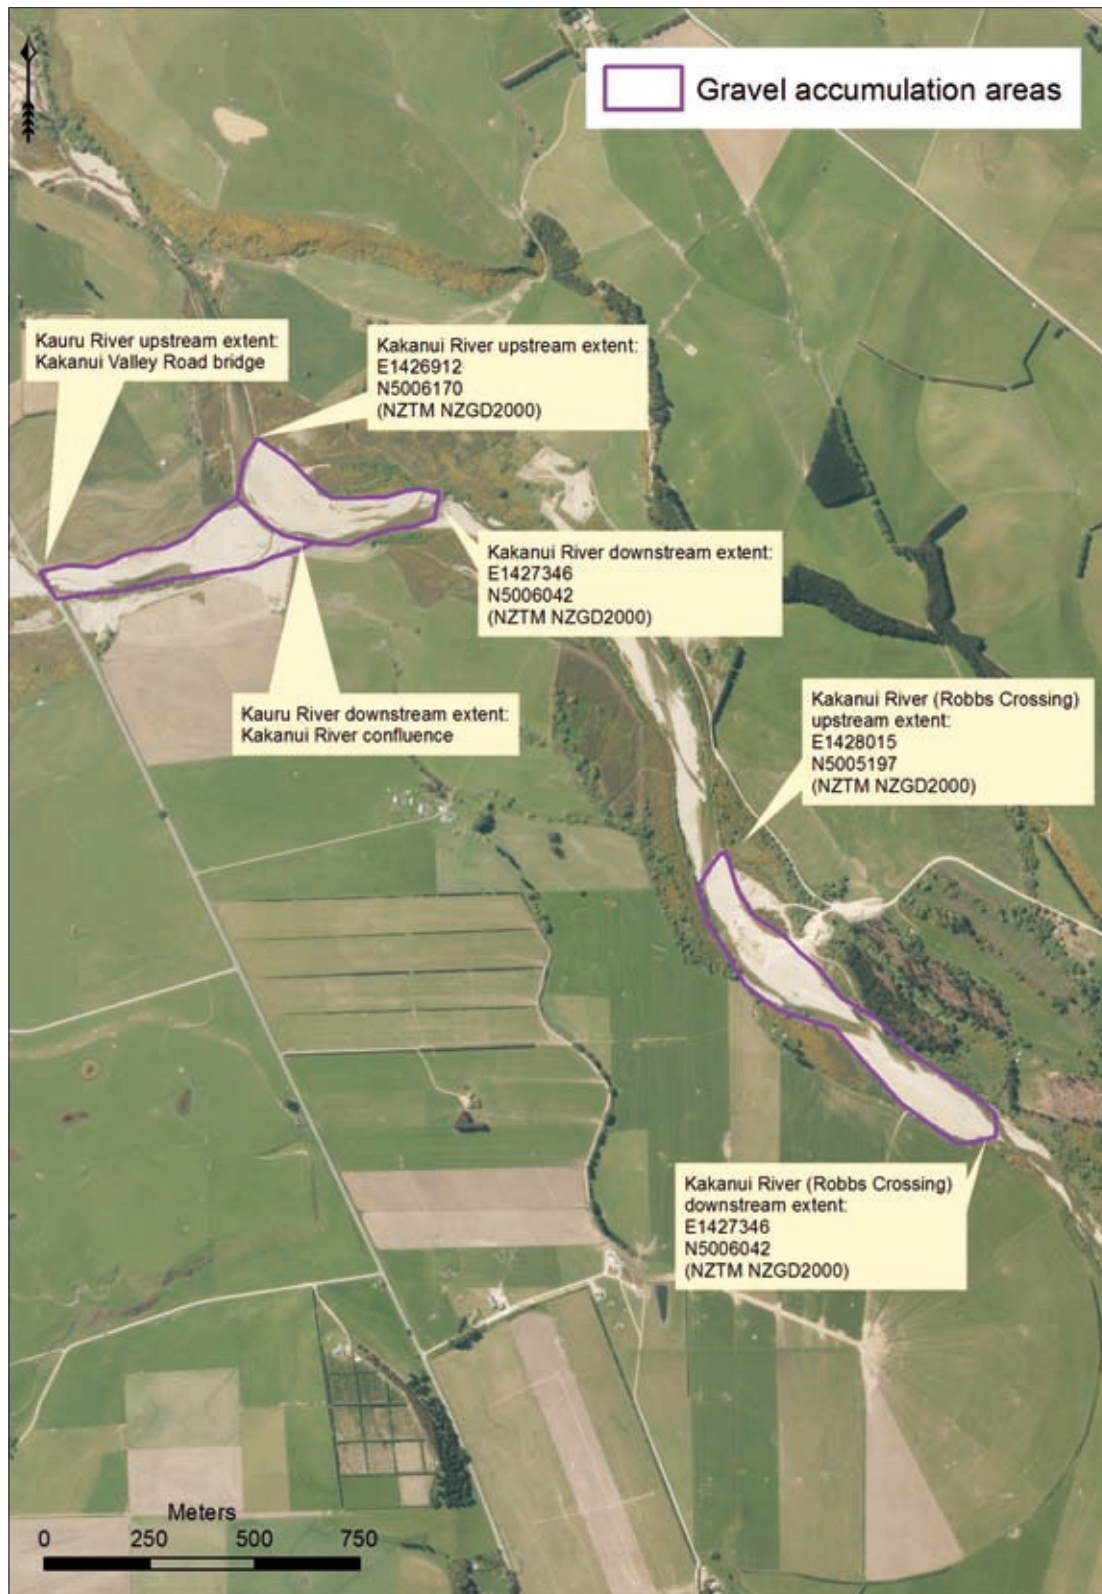 Gravel accumulation areas
Kauru River upstream extent:
Kakanui Valley Road bridge
Kakanui River upstream extent:
E1426912
N5006170
(NZTM NZGD2000)
Kakanui River downstream extent:
E1427346
N5006042
(NZTM NZGD2000)
Kauru River downstream extent:
Kakanui River confluence
Kakanui River (Robbs Crossing)
upstream extent:
E1428015
N5005197
(NZTM NZGD2000)
Kakanui River (Robbs Crossing)
downstream extent:
E1427346
N5006042
(NZTM NZGD2000)
Meters
0 250 500 750